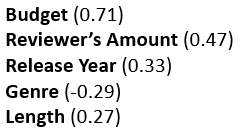 Budget (0.71)
Reviewer's Amount (0.47)
Release Year (0.33)
Genre (-0.29)
Length (0.27)